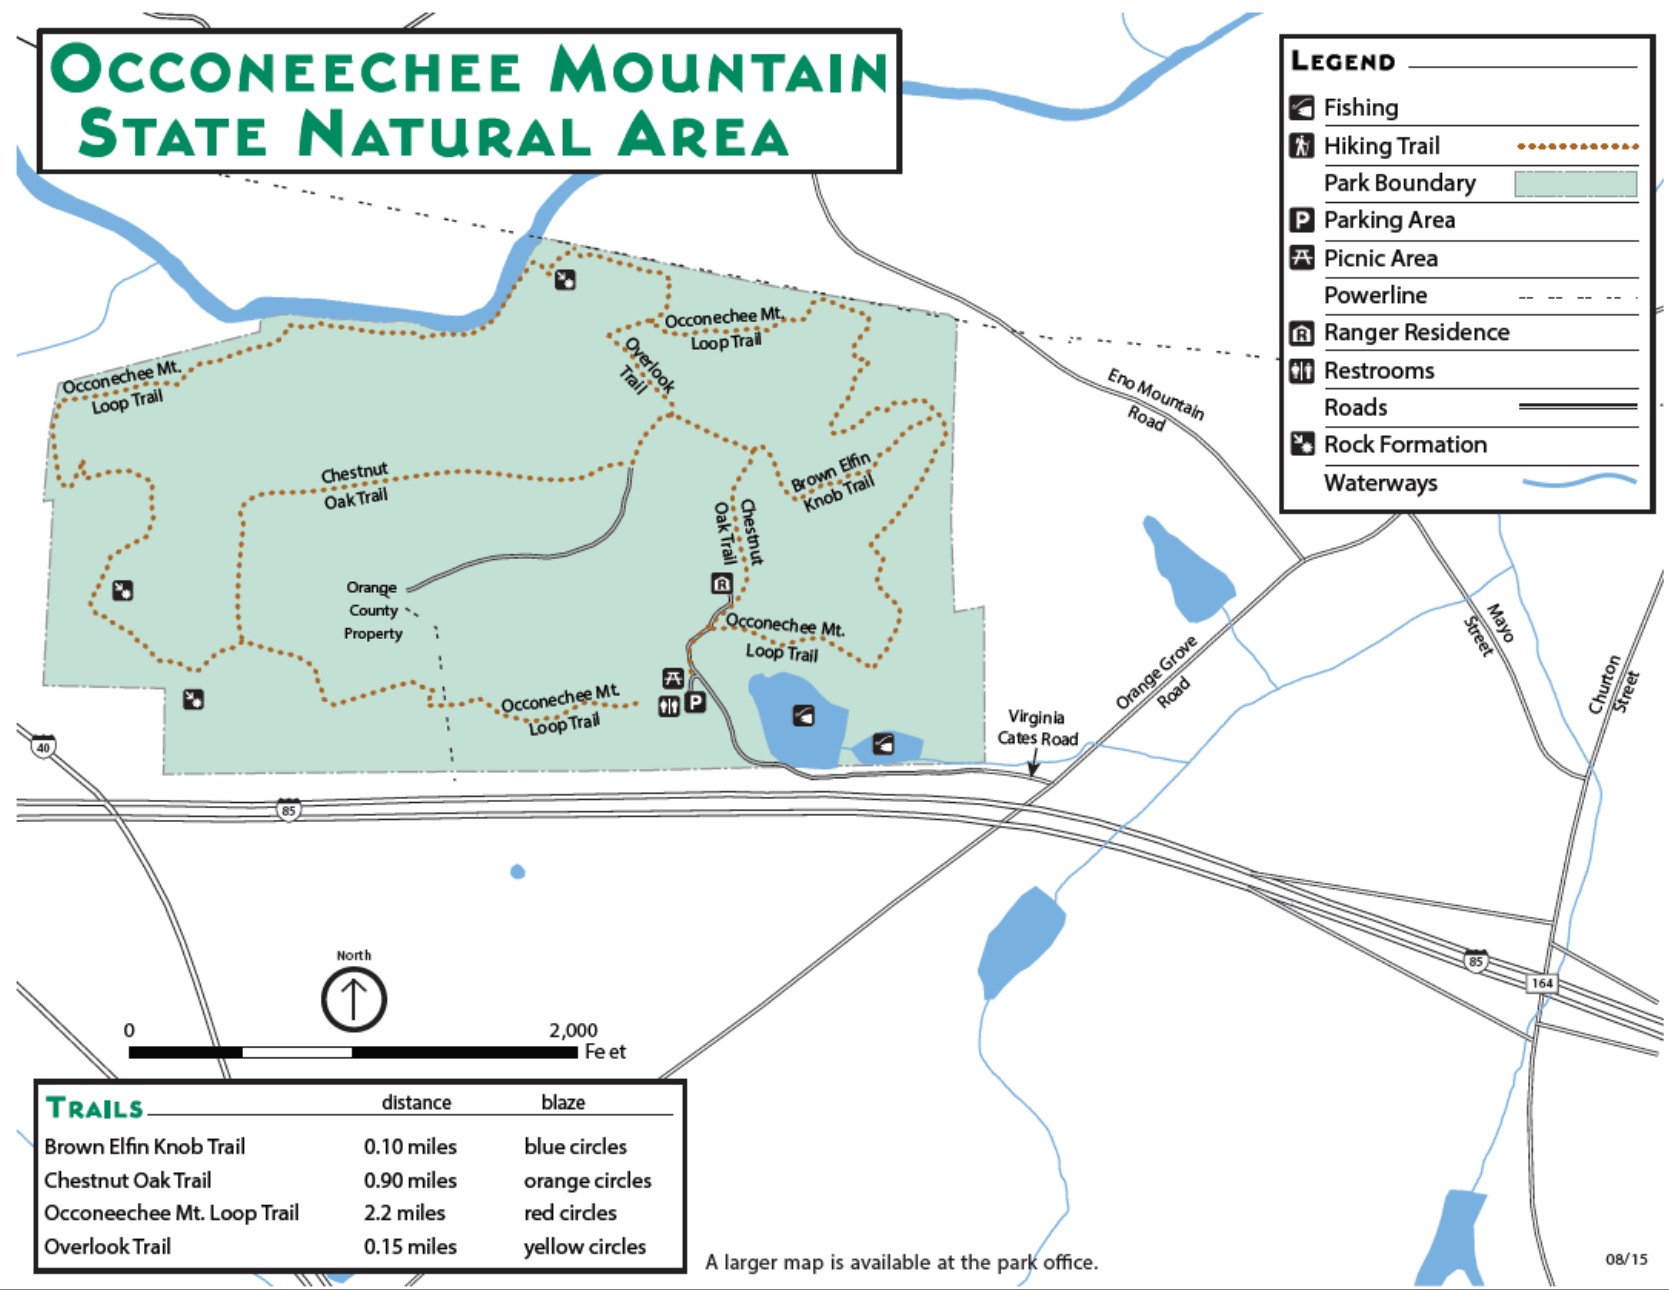 OCCONEECHEE MOUNTAIN
STATE NATURAL AREA
LEGEND
Fishing
Hiking Trail
Park Boundary
P Parking Area
Picnic Area
Powerline
R Ranger Residence
Restrooms
Roads
Rock Formation
Waterways
Occonechee Mt.
Loop Trail
Overlook
Trail
Occonechee Mt.
Loop Trail
Eno Mountain
Road
Chestnut
Oak Trail
Brown Elfin
Knob Trail
Chestnut
Oak Trail
R
Orange
County
Property
Occonechee Mt.
Loop Trail
Occonechee Mt.
Loop Trail
P
Virginia
Cates Road
Orange Grove
Road
Mayo
Street
Churton
Street
40
85
85
164
North
0 2,000
Feet
TRAILS distance blaze
Brown Elfin Knob Trail 0.10 miles blue circles
Chestnut Oak Trail 0.90 miles orange circles
Occoneechee Mt. Loop Trail 2.2 miles red circles
Overlook Trail 0.15 miles yellow circles
A larger map is available at the park office.
08/15